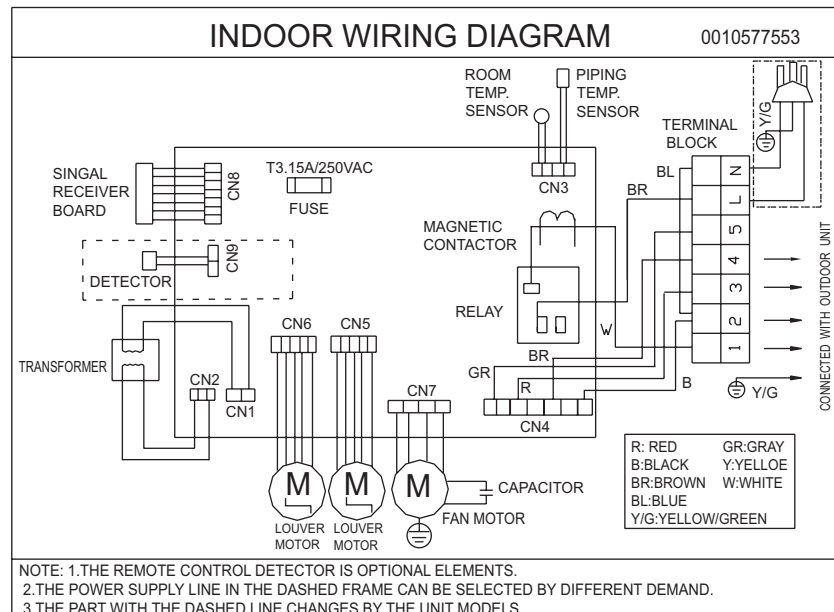 INDOOR WIRING DIAGRAM
0010577553
ROOM
TEMP.
SENSOR
PIPING
TEMP.
SENSOR
Y/G
TERMINAL
BLOCK
SINGAL
RECEIVER
BOARD
CN8
T3.15A/250VAC
FUSE
CN3
BL
BR
N
L
5
4
3
2
1
MAGNETIC
CONTACTOR
DETECTOR
CN9
RELAY
W
CONNECTED WITH OUTDOOR UNIT
TRANSFORMER
CN2
CN1
CN6
CN5
CN7
BR
GR
R
B
CN4
Y/G
M
M
M
LOUVER
MOTOR
LOUVER
MOTOR
CAPACITOR
FAN MOTOR
R: RED GR:GRAY
B:BLACK Y:YELLOE
BR:BROWN W:WHITE
BL:BLUE
Y/G:YELLOW/GREEN
NOTE: 1.THE REMOTE CONTROL DETECTOR IS OPTIONAL ELEMENTS.
2.THE POWER SUPPLY LINE IN THE DASHED FRAME CAN BE SELECTED BY DIFFERENT DEMAND.
3.THE PART WITH THE DASHED LINE CHANGES BY THE UNIT MODELS